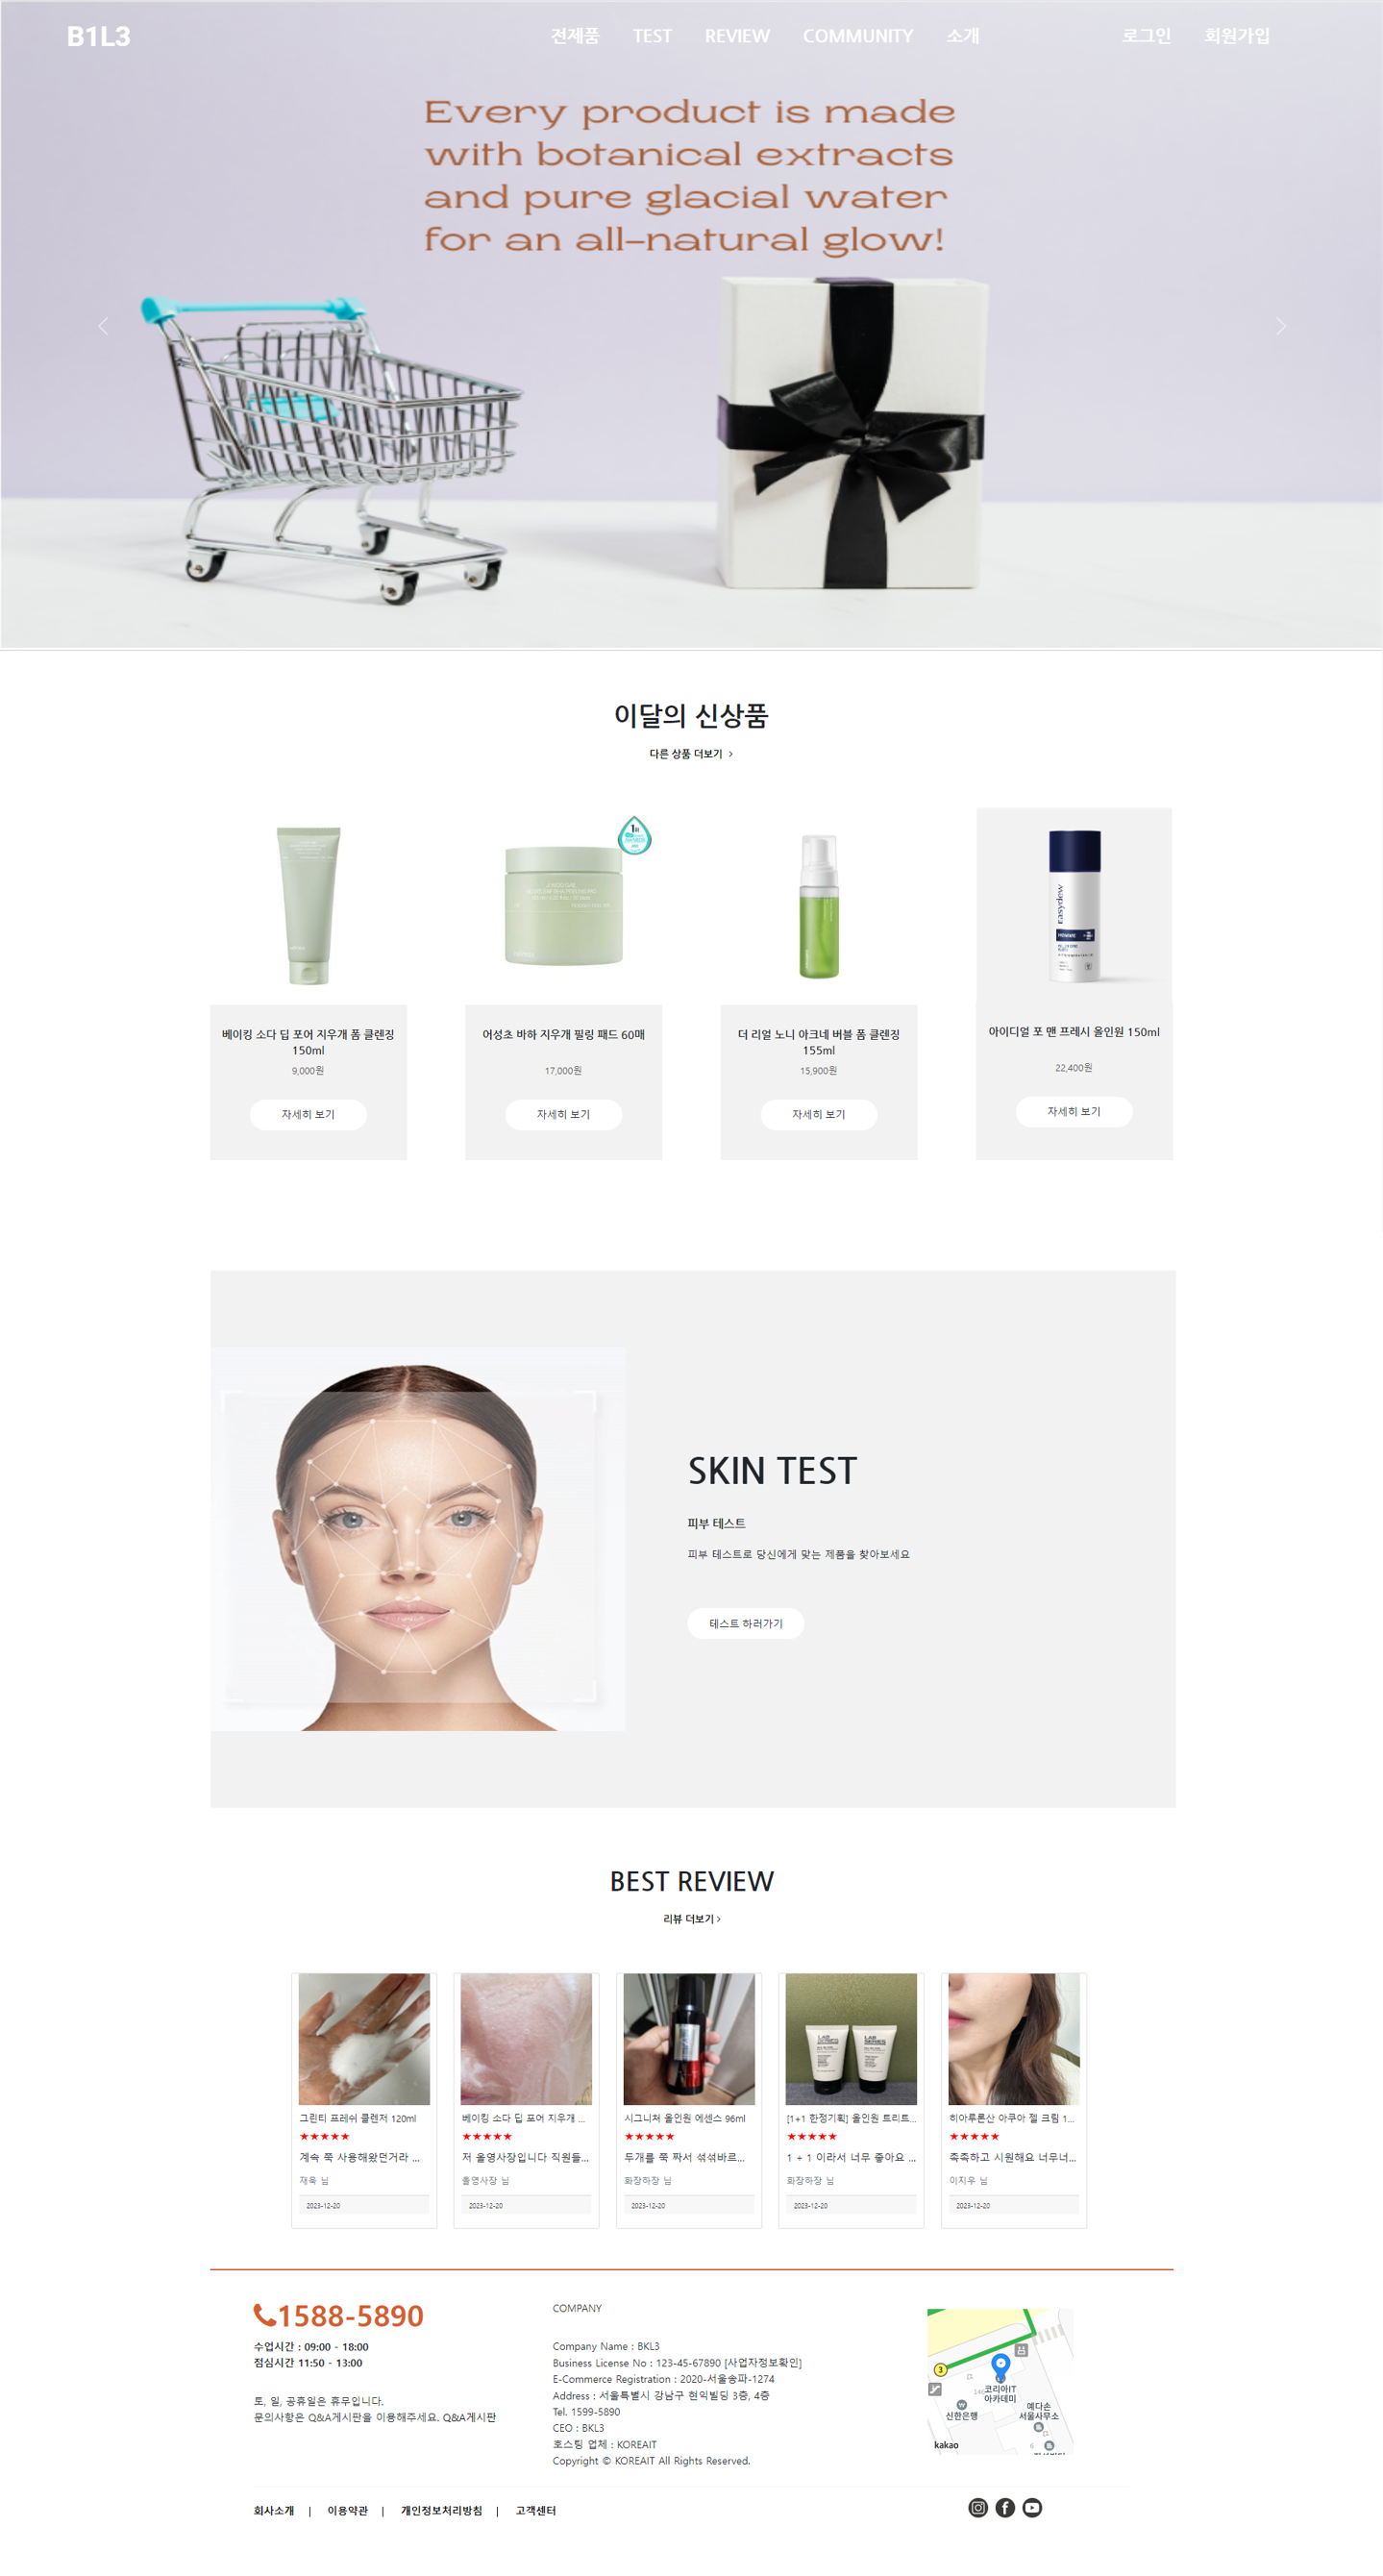 B1L3
전제품 TEST REVIEW COMMUNITY 소개 로그인 회원가입
Every product is made
with botanical extracts
and pure glacial water
for an all-natural glow!
이달의 신상품
다른 상품 더보기 >
easydew
베이킹 소다 딥 포어 지우개 폼 클렌징
150ml
9,000원
자세히 보기
어성초 바하 지우개 필링 패드 60매
17,000원
자세히 보기
더 리얼 노니 아크네 버블 폼 클렌징
155ml
15,900원
자세히 보기
아이디얼 포 맨 프레시 올인원 150ml
22,400원
자세히 보기
SKIN TEST
피부 테스트
피부 테스트로 당신에게 맞는 제품을 찾아보세요
테스트 하러가기
BEST REVIEW
리뷰 더보기 >
LAB SERIES
LAB SERIES
그린티 프레쉬 클렌저 120ml
★★★★★
계속 쭉 사용해왔던거라 ...
재욱 님
2023-12-20
베이킹 소다 딥 포어 지우개 ...
★★★★★
저 올영사장입니다 직원들...
올영사장 님
2023-12-20
시그니처 올인원 에센스 96ml
★★★★★
두개를 쭉 짜서 섞섞바르...
화장하장 님
2023-12-20
[1+1 한정기획] 올인원 트리트...
★★★★★
1 + 1 이라서 너무 좋아요 ...
화장하장 님
2023-12-20
히아루론산 아쿠아 젤 크림 1...
★★★★★
촉촉하고 시원해요 너무너...
이지우 님
2023-12-20
1588-5890
수업시간 : 09:00 - 18:00
점심시간 11:50 - 13:00
토, 일, 공휴일은 휴무입니다.
문의사항은 Q&A게시판을 이용해주세요. Q&A게시판
COMPANY
Company Name : BKL3
Business License No : 123-45-67890 [사업자정보확인]
E-Commerce Registration : 2020-서울송파-1274
Address : 서울특별시 강남구 현익빌딩 3층, 4층
Tel. 1599-5890
CEO : BKL3
호스팅 업체 : KOREAIT
Copyright © KOREAIT All Rights Reserved.
3
코리아IT
아카데미
신한은행
예다손
서울사무소
6
kakao
회사소개 | 이용약관 | 개인정보처리방침 | 고객센터